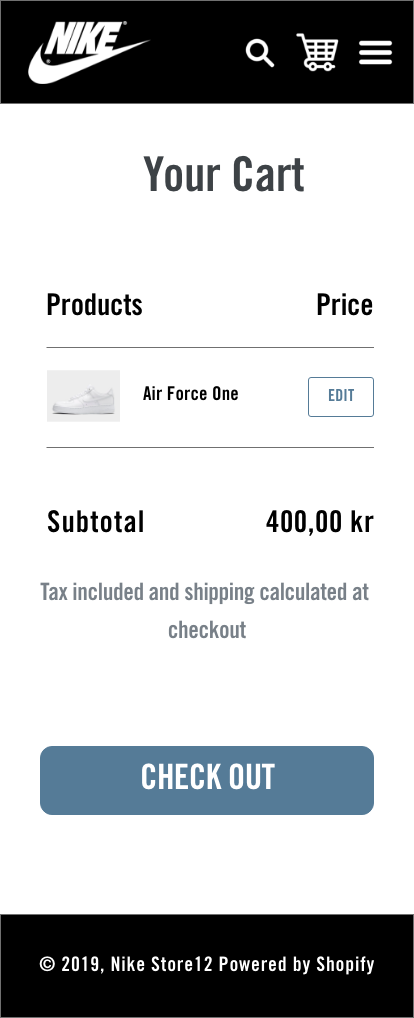 NIKE
Your Cart
Products Price
Air Force One EDIT
Subtotal 400,00 kr
Tax included and shipping calculated at
checkout
CHECK OUT
© 2019, Nike Store12 Powered by Shopify